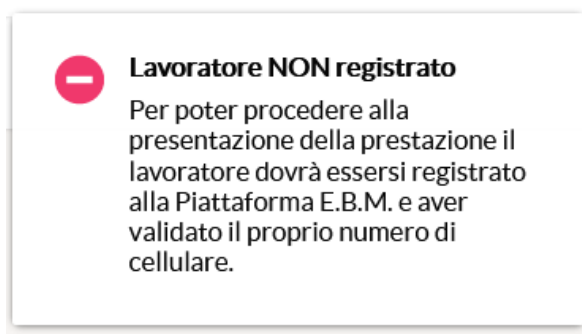 Lavoratore NON registrato
Per poter procedere alla
presentazione della prestazione il
lavoratore dovrà essersi registrato
alla Piattaforma E.B.M. e aver
validato il proprio numero di
cellulare.